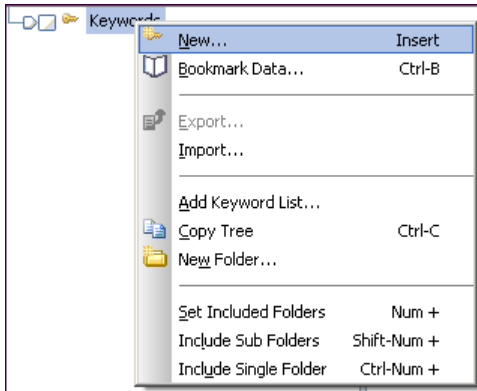 Keywords
New... Insert
Bookmark Data... Ctrl-B
Export...
Import...
Add Keyword List...
Copy Tree Ctrl-C
New Folder...
Set Included Folders Num +
Include Sub Folders Shift-Num +
Include Single Folder Ctrl-Num +